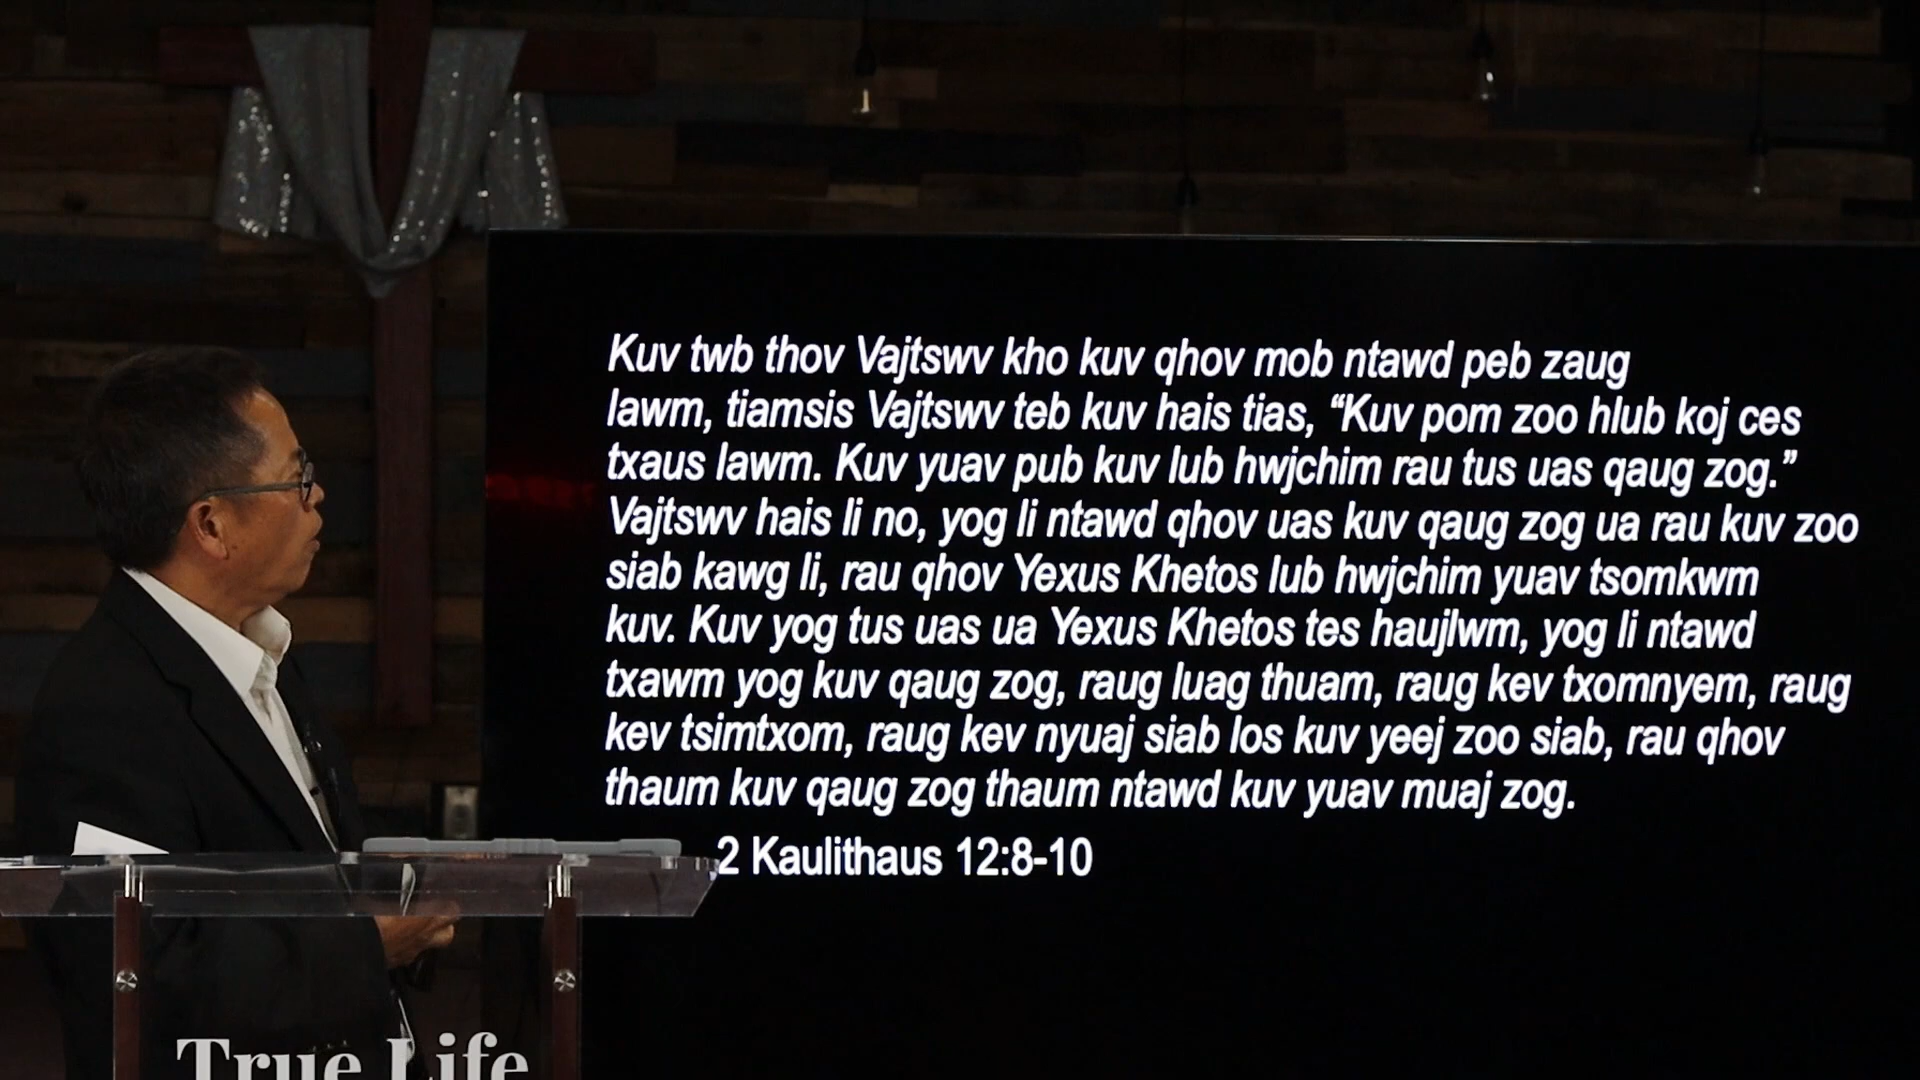 Kuv twb thov Vajtswv kho kuv qhov mob ntawd peb zaug
lawm, tiamsis Vajtswv teb kuv hais tias, “Kuv pom zoo hlub koj ces
txaus lawm. Kuv yuav pub kuv lub hwjchim rau tus uas qaug zog.”
Vajtswv hais li no, yog li ntawd qhov uas kuv qaug zog ua rau kuv zoo
siab kawg li, rau qhov Yexus Khetos lub hwjchim yuav tsomkwm
kuv. Kuv yog tus uas ua Yexus Khetos tes haujlwm, yog li ntawd
txawm yog kuv qaug zog, raug luag thuam, raug kev txomnyem, raug
kev tsimtxom, raug kev nyuaj siab los kuv yeej zoo siab, rau qhov
thaum kuv qaug zog thaum ntawd kuv yuav muaj zog.
2 Kaulithaus 12:8-10
True Life